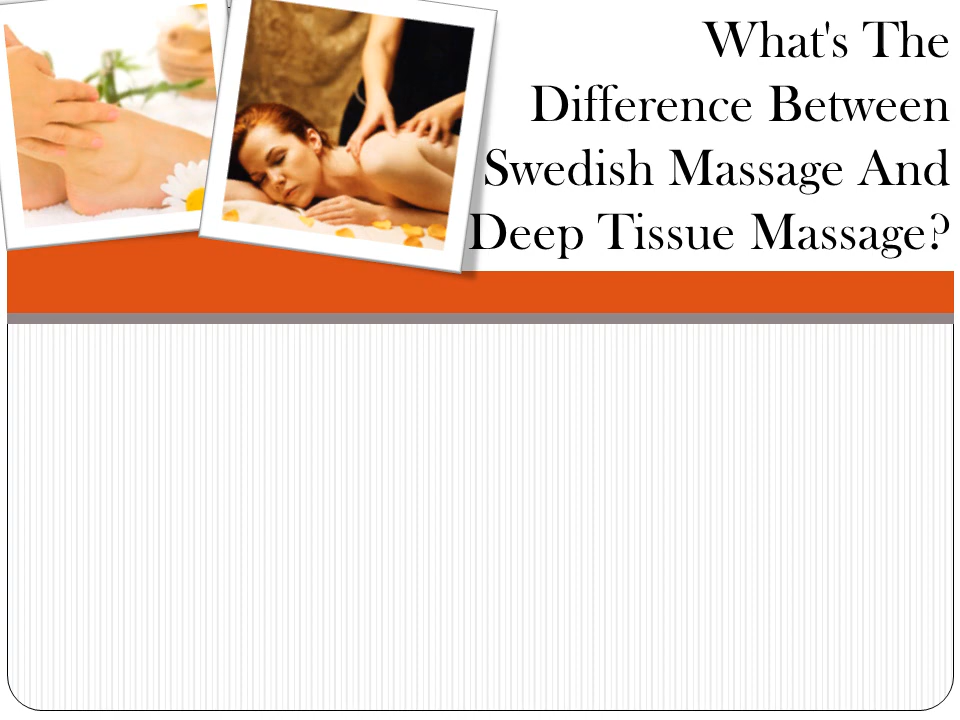 What's The
Difference Between
Swedish Massage And
Deep Tissue Massage?